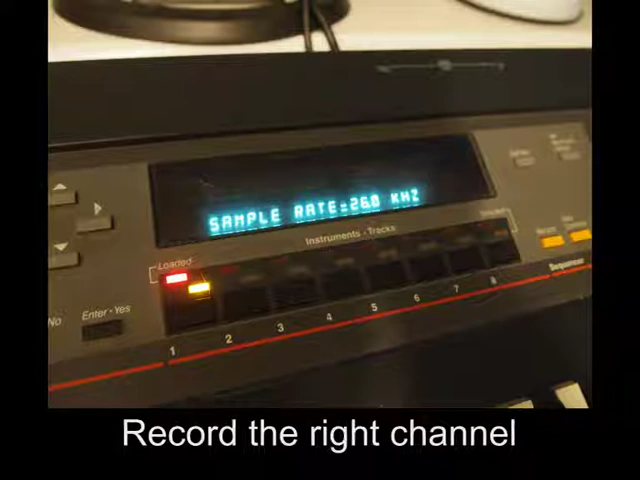 SAMPLE RATE=26.0 KHZ
Instruments - Tracks
Loaded
No
Enter - Yes
1 2 3 4 5 6 7 8
Sequencer
Record the right channel